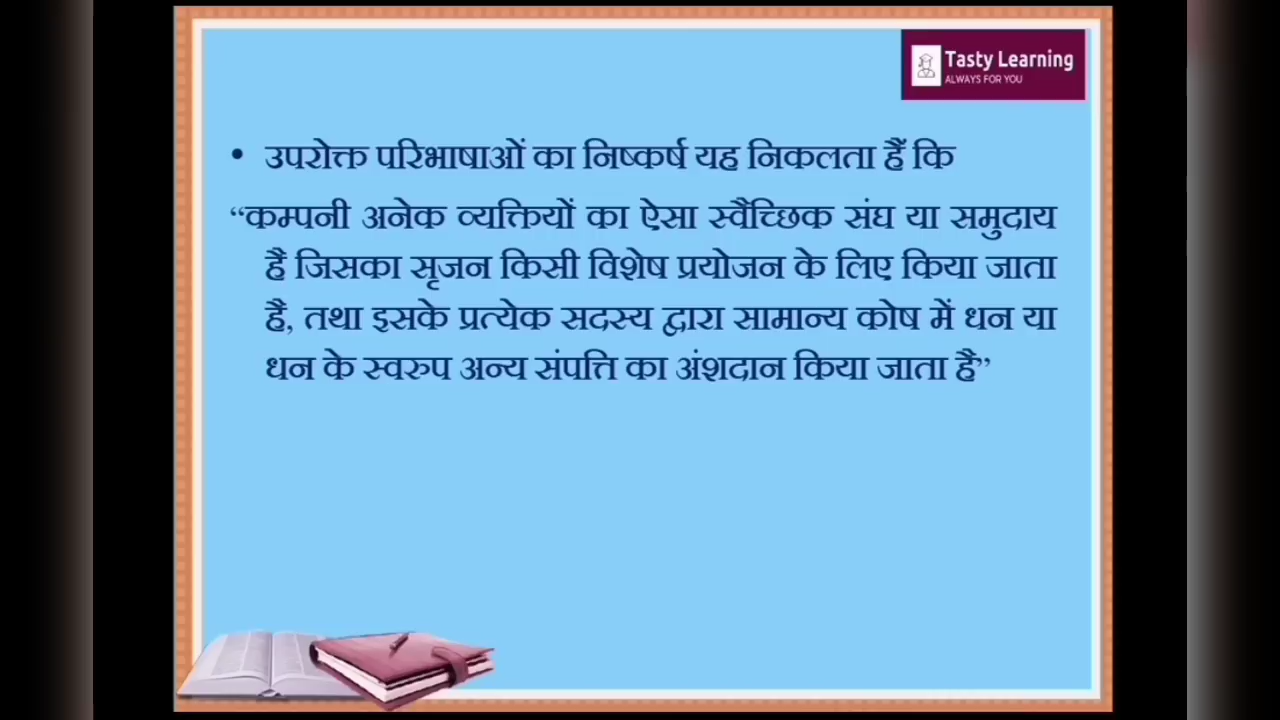 Tasty Learning
ALWAYS FOR YOU
• उपरोक्त परिभाषाओं का निष्कर्ष यह निकलता हैं कि
“कम्पनी अनेक व्यक्तियों का ऐसा स्वैच्छिक संघ या समुदाय
है जिसका सृजन किसी विशेष प्रयोजन के लिए किया जाता
है, तथा इसके प्रत्येक सदस्य द्वारा सामान्य कोष में धन या
धन के स्वरुप अन्य संपत्ति का अंशदान किया जाता है”